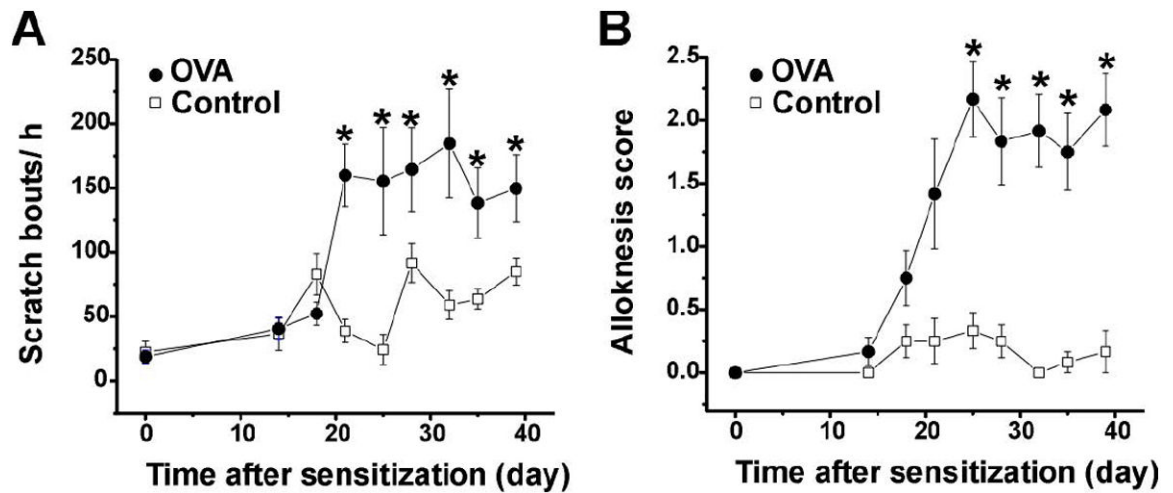 A
250
200
150
100
50
0
Scratch bouts/ h
OVA
Control
*
*
*
*
*
*
0 10 20 30 40
Time after sensitization (day)
B
2.5
2.0
1.5
1.0
0.5
0.0
Alloknesis score
OVA
Control
*
*
*
*
*
0 10 20 30 40
Time after sensitization (day)